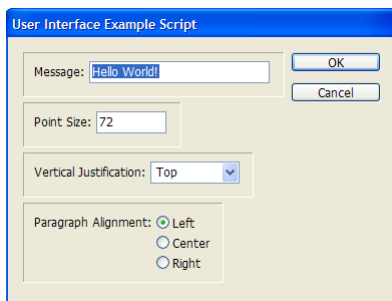 User Interface Example Script
Message: Hello World!
OK
Cancel
Point Size: 72
Vertical Justification: Top
Paragraph Alignment: Left
Center
Right